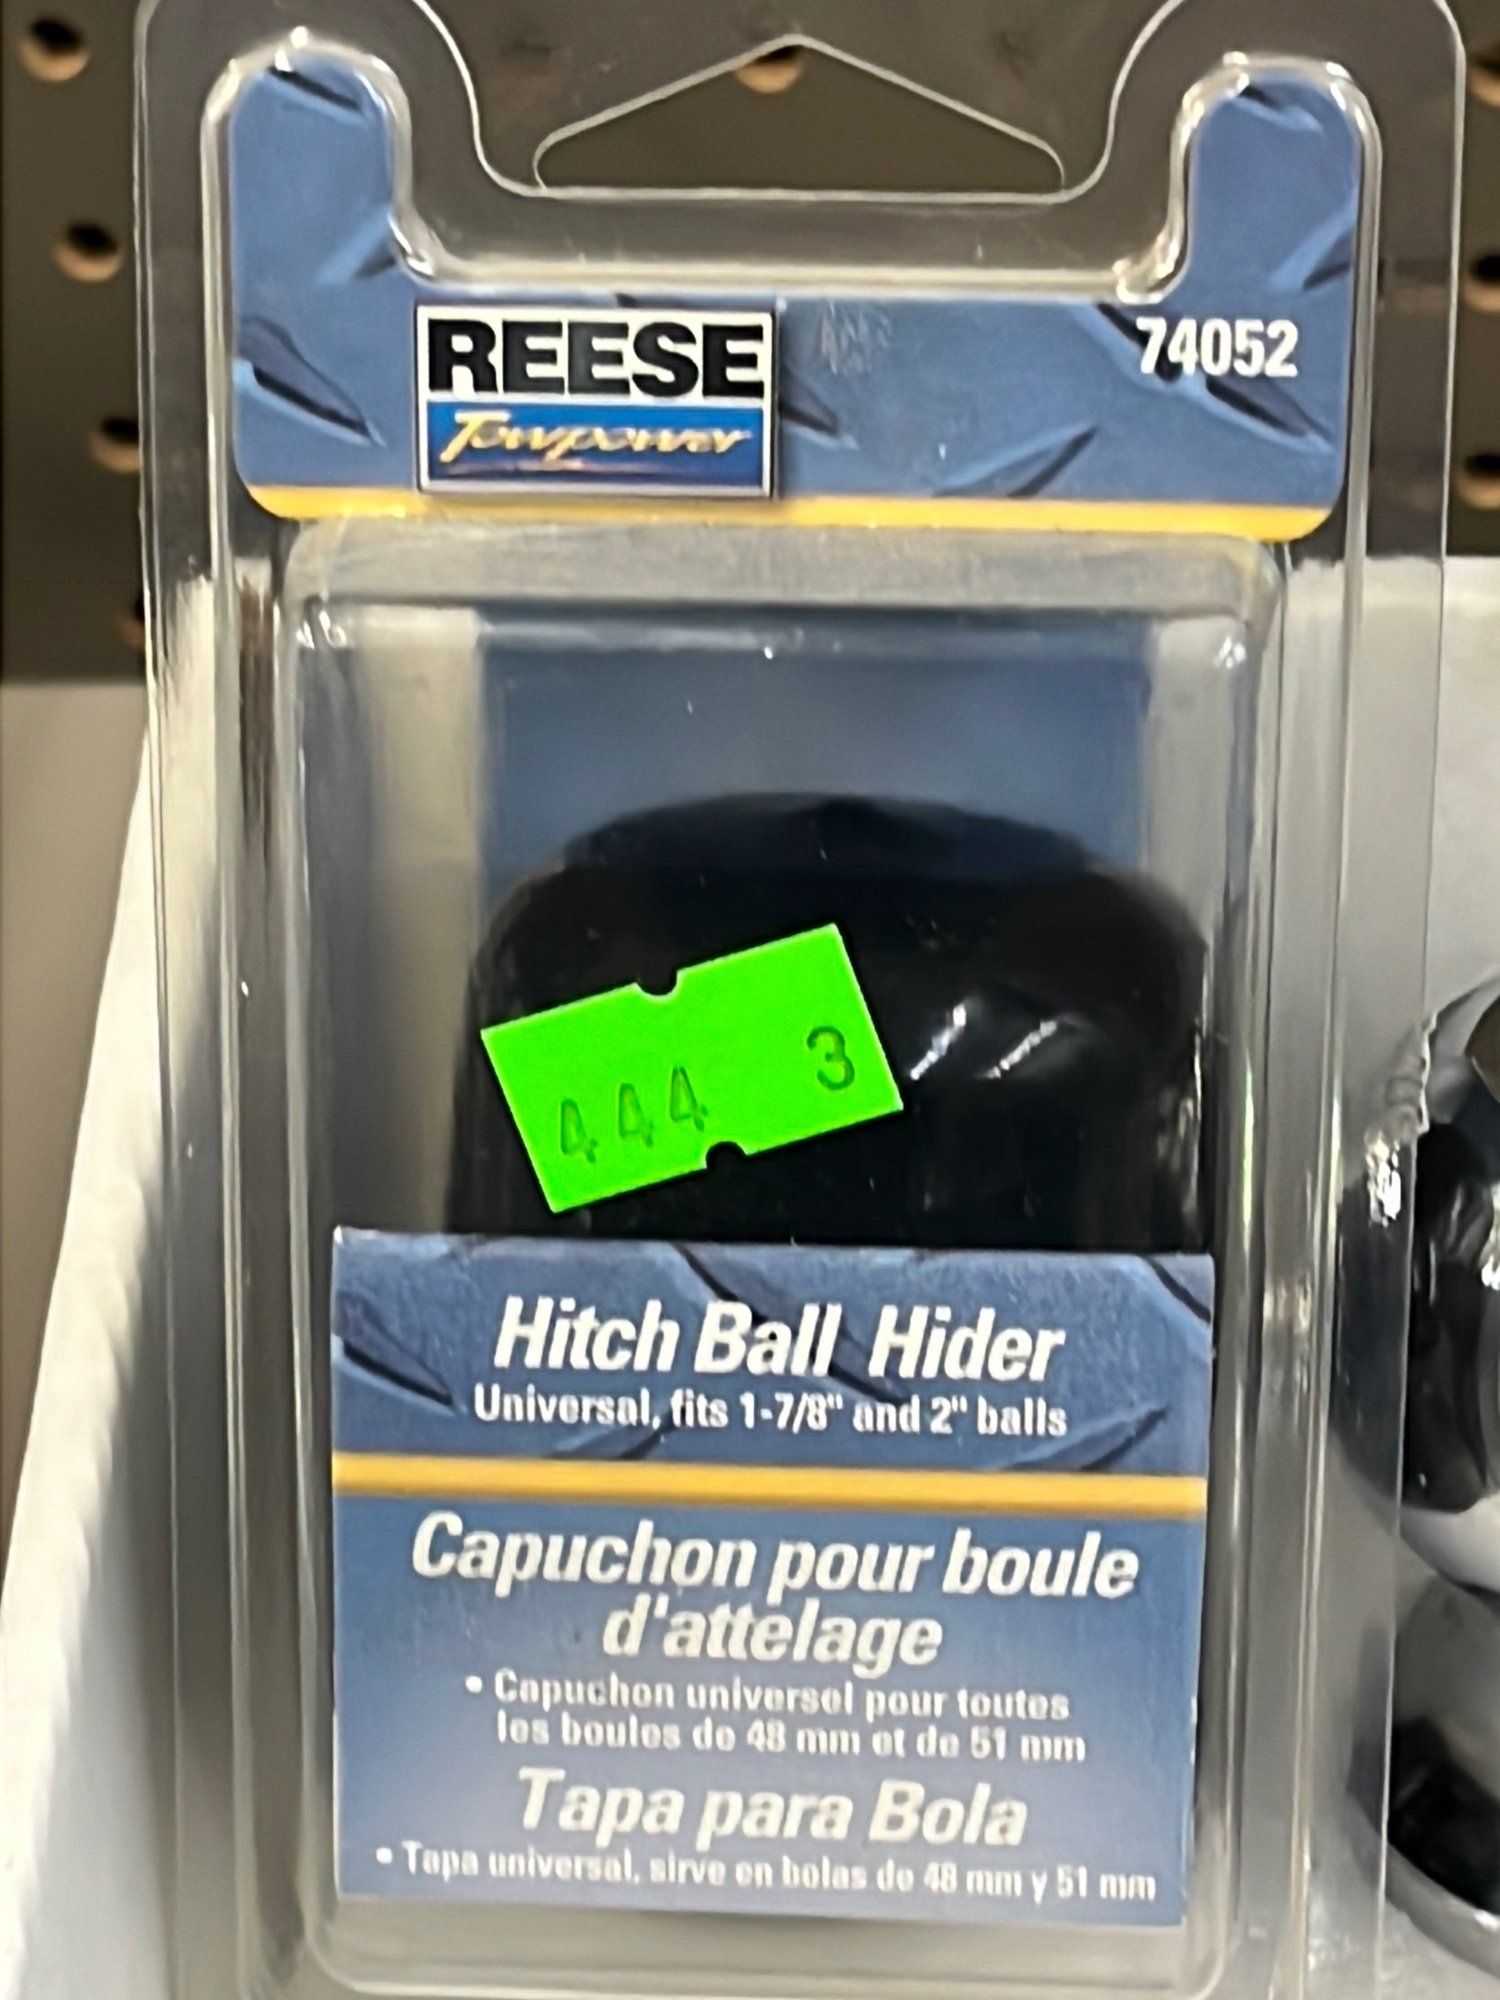 REESE
Towpower
74052
444 3
Hitch Ball Hider
Universal, fits 1-7/8" and 2" balls
Capuchon pour boule
d'attelage
• Capuchon universel pour toutes
les boules de 48 mm et de 51 mm
Tapa para Bola
• Tapa universal, sirve en bolas de 48 mm y 51 mm